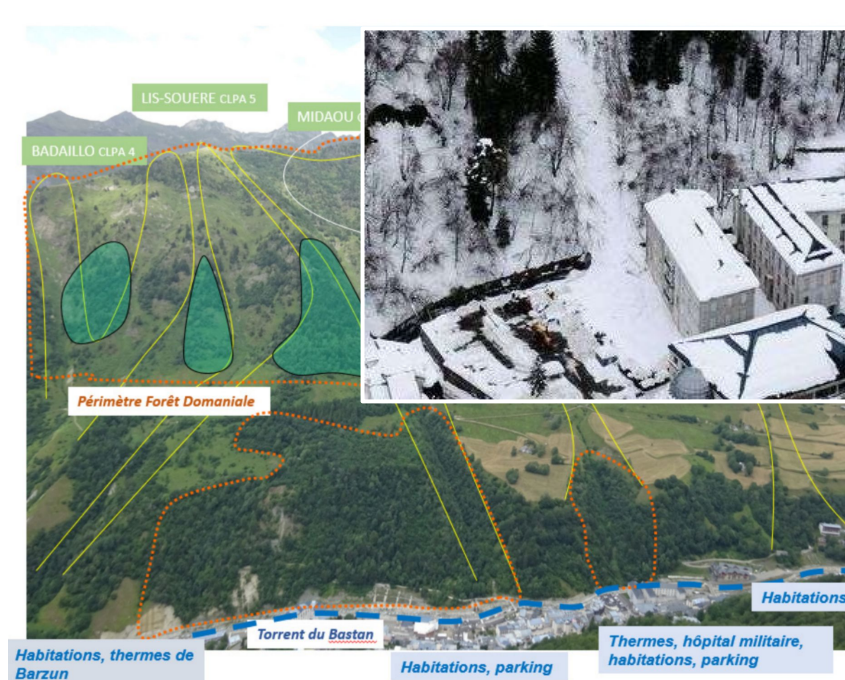 LIS-SOUERE CLPA 5
MIDAOU
BADAILLO CLPA 4
Périmètre Forêt Domaniale
Habitations
Torrent du Bastan
Thermes, hôpital militaire,
habitations, parking
Habitations, thermes de
Barzun
Habitations, parking